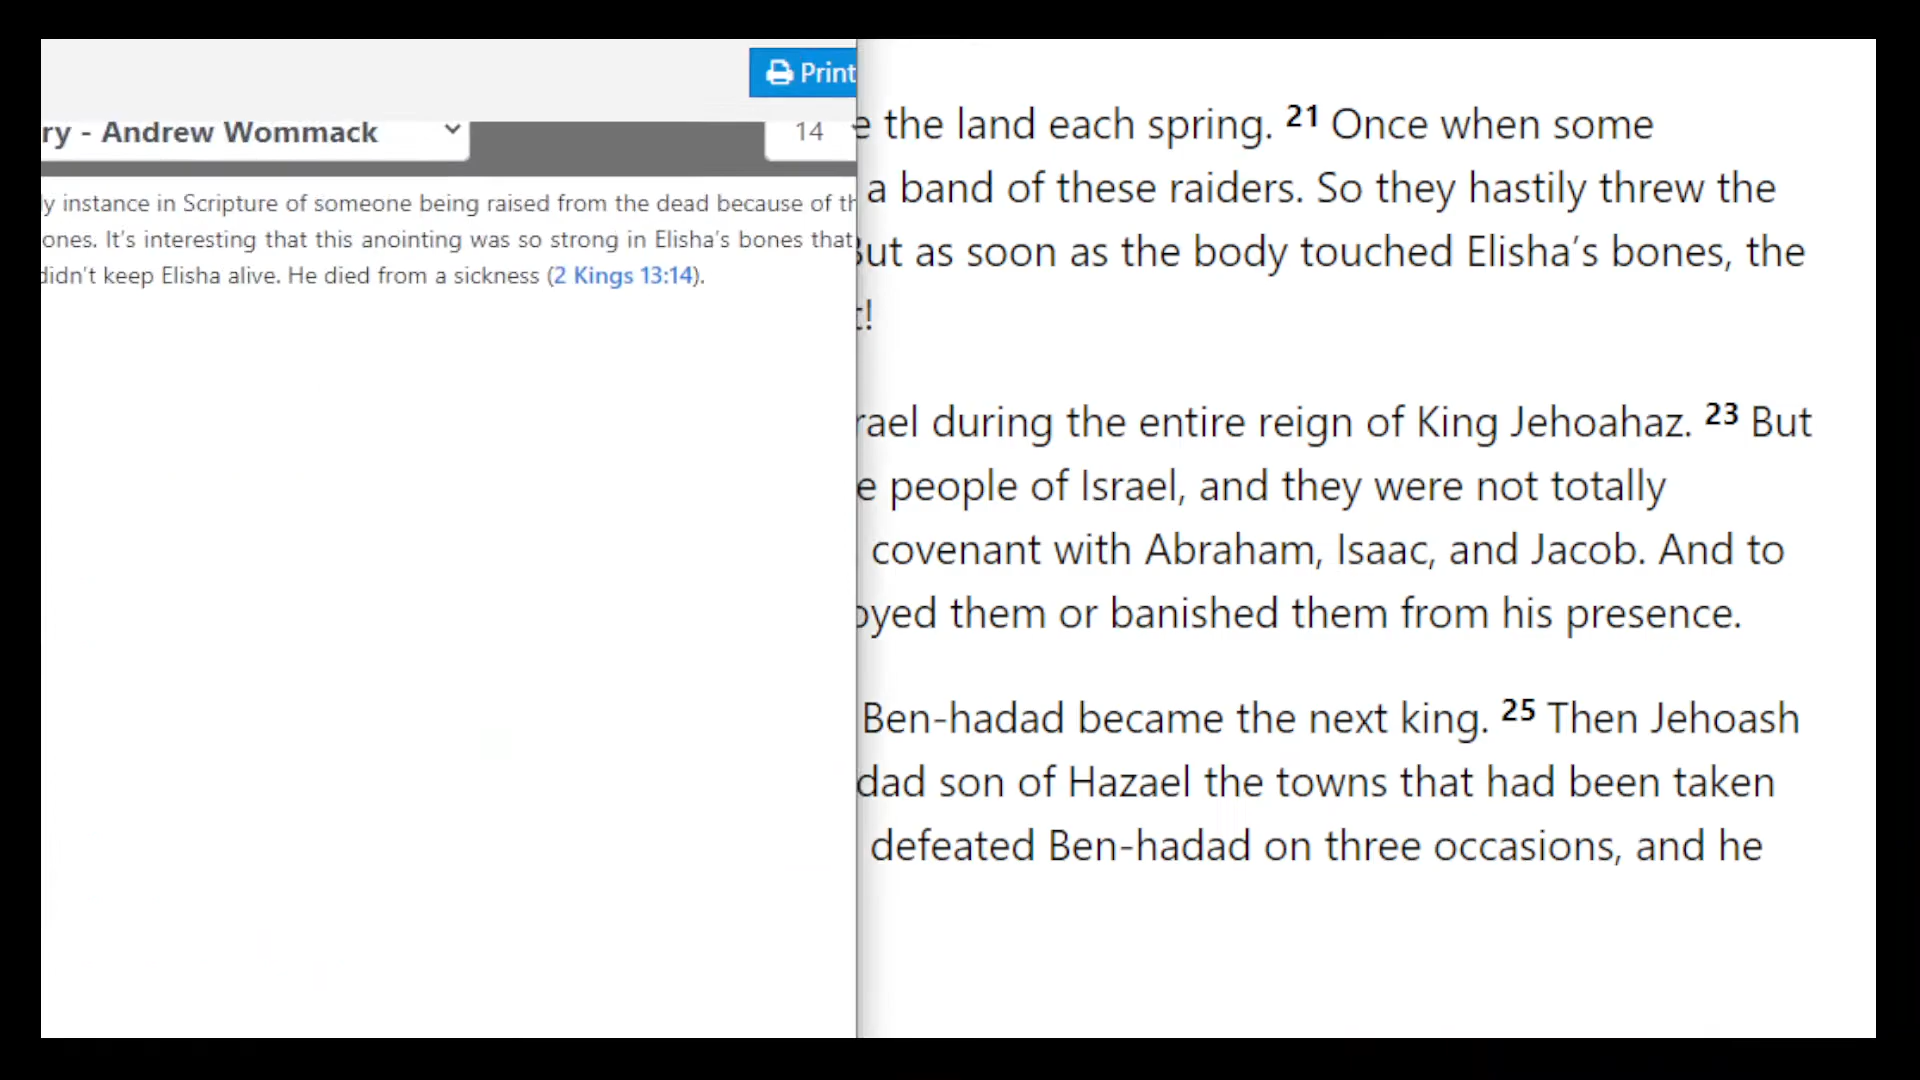 Print
ry - Andrew Wommack
14
instance in Scripture of someone being raised from the dead because of
ones. It's interesting that this anointing was so strong in Elisha's bones that
didn't keep Elisha alive. He died from a sickness (2 Kings 13:14).
e the land each spring. 21 Once when some
a band of these raiders. So they hastily threw the
But as soon as the body touched Elisha's bones, the
t!
rael during the entire reign of King Jehoahaz. 23 But
e people of Israel, and they were not totally
covenant with Abraham, Isaac, and Jacob. And to
oyed them or banished them from his presence.
Ben-hadad became the next king. 25 Then Jehoash
dad son of Hazael the towns that had been taken
defeated Ben-hadad on three occasions, and he